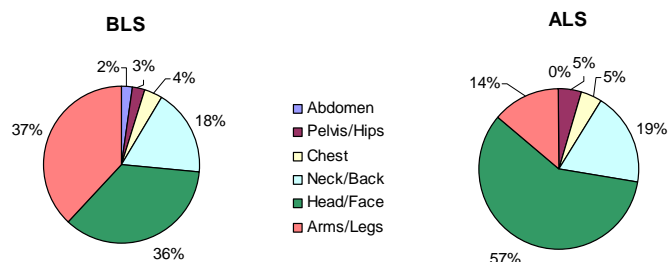 BLS
2%
3%
4%
18%
36%
37%
Abdomen
Pelvis/Hips
Chest
Neck/Back
Head/Face
Arms/Legs
ALS
0%
5%
5%
19%
57%
14%